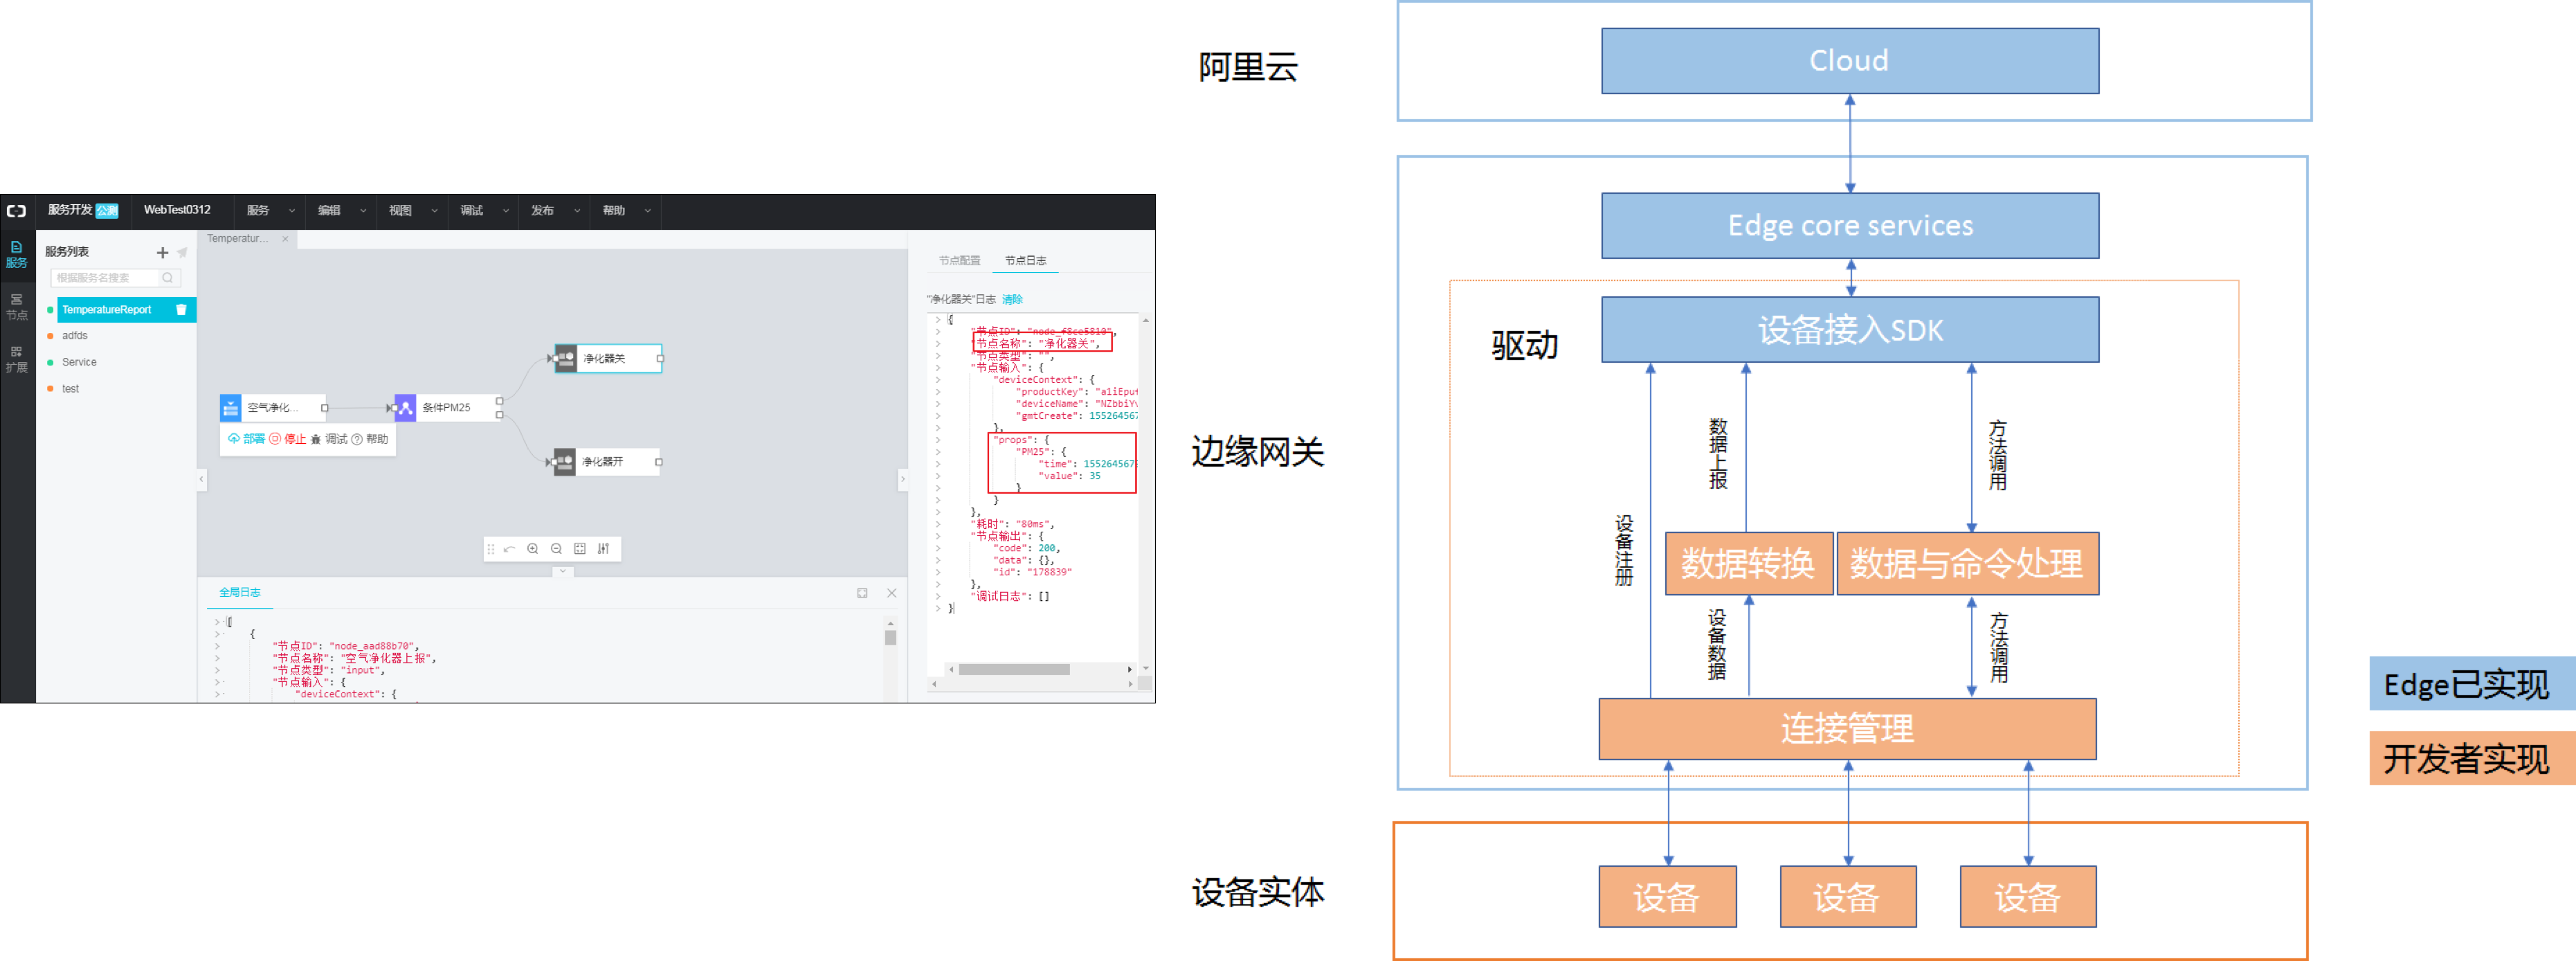 服务开发 公测 WebTest0312 服务 编辑 视图 调试 发布 帮助
服务
节点
扩展
服务列表
根据服务名搜索
TemperatureReport
adfds
Service
test
Temperatur...
空气净化...
部署 停止 调试 帮助
条件PM25
净化器关
净化器开
节点配置 节点日志
"净化器关"日志 清除
{
"节点ID": "node_f8ce5810",
"节点名称": "净化器关",
"节点类型": "",
"节点输入": {
"deviceContext": {
"productKey": "a1iEpu
"deviceName": "NZbbiY
"gmtCreate": 155264567
},
"props": {
"PM25": {
"time": 155264567
"value": 35
}
}
},
"耗时": "80ms",
"节点输出": {
"code": 200,
"data": {},
"id": "178839"
},
"调试日志": []
}
全局日志
[
{
"节点ID": "node_aad88b70",
"节点名称": "空气净化器上报",
"节点类型": "input",
"节点输入": {
"deviceContext": {
阿里云
Cloud
边缘网关
Edge core services
驱动
设备接入SDK
设备注册
数据上报
方法调用
数据转换
数据与命令处理
设备数据
方法调用
连接管理
设备实体
设备 设备 设备
Edge已实现
开发者实现